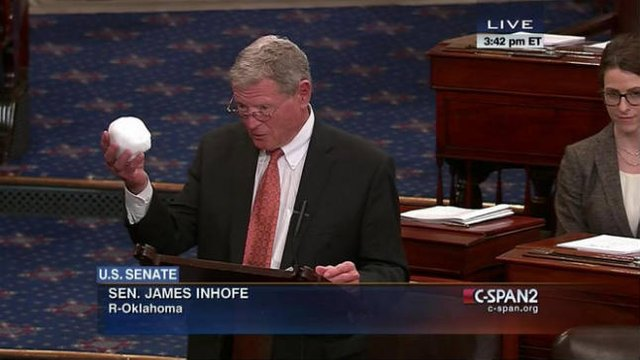 LIVE
3:42 pm ET
U.S. SENATE
SEN. JAMES INHOFE
R-Oklahoma
C-SPAN2
c-span.org